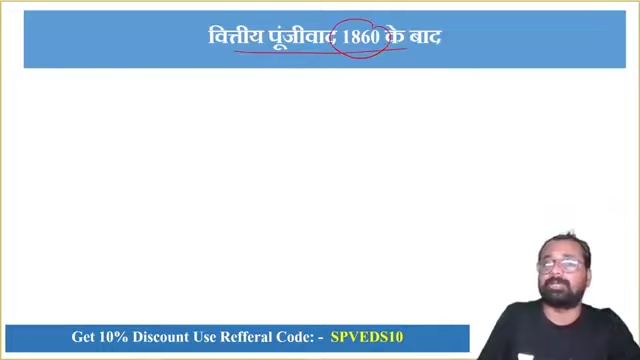 वित्तीय पूंजीवाद 1860 के बाद
Get 10% Discount Use Refferal Code: - SPVEDS10